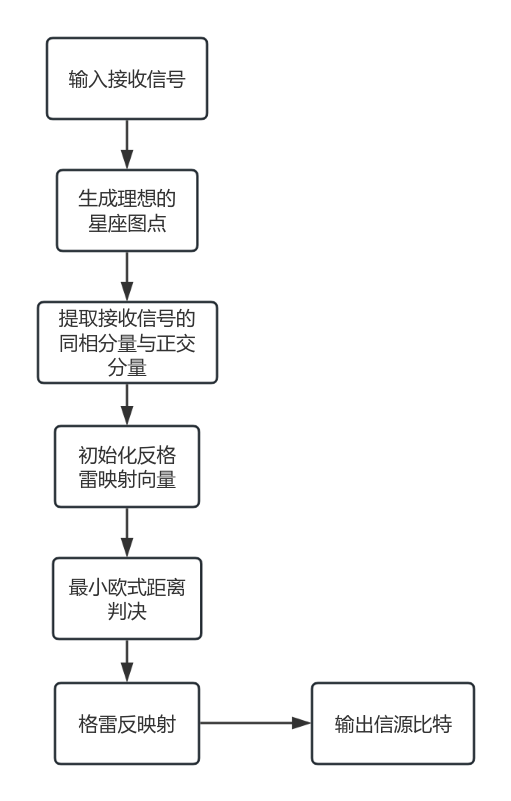 输入接收信号
生成理想的
星座图点
提取接收信号的
同相分量与正交
分量
初始化反格
雷映射向量
最小欧式距离
判决
格雷反映射
输出信源比特